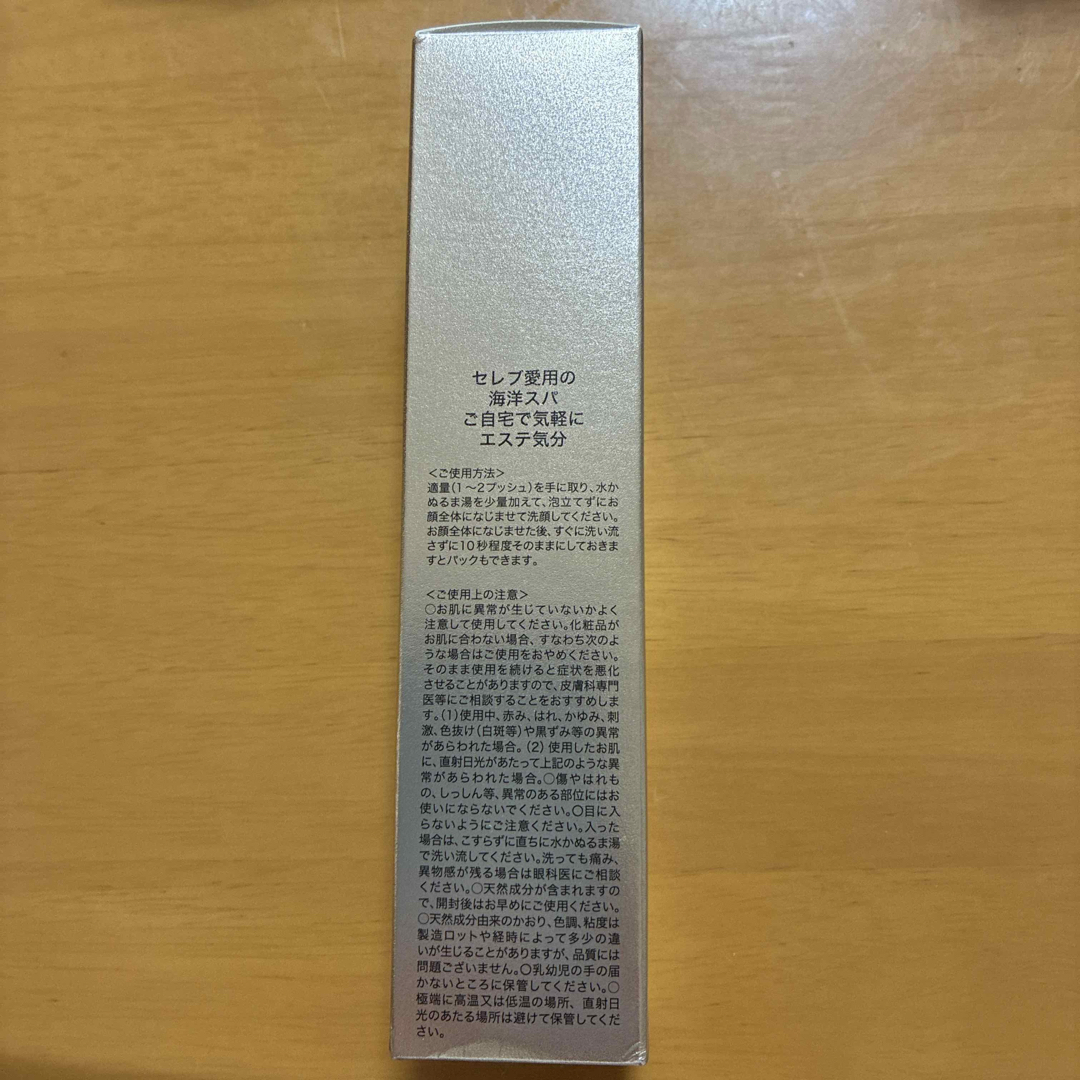 セレブ愛用の
海洋スパ
ご自宅で気軽に
エステ気分
＜ご使用方法＞
適量(1〜2プッシュ)を手に取り、水か
ぬるま湯を少量加えて、泡立てずにお
顔全体になじませて洗顔してください。
お顔全体になじませた後、すぐに洗い流
さずに10秒程度そのままにしておきま
すとパックもできます。
＜ご使用上の注意＞
○お肌に異常が生じていないかよく
注意して使用してください。化粧品が
お肌に合わない場合、すなわち次のよ
うな場合はご使用をおやめください。
そのまま使用を続けると症状を悪化
させることがありますので、皮膚科専門
医等にご相談することをおすすめしま
す。(1)使用中、赤み、はれ、かゆみ、刺
激、色抜け(白斑等)や黒ずみ等の異常
があらわれた場合。(2) 使用したお肌
に、直射日光があたって上記のような異
常があらわれた場合。○傷やはれも
の、しっしん等、異常のある部位にはお
使いにならないでください。○目に入
らないようにご注意ください。入った
場合は、こすらずに直ちに水かぬるま湯
で洗い流してください。洗っても痛み、
異物感が残る場合は眼科医にご相談
ください。○天然成分が含まれますの
で、開封後はお早めにご使用ください。
○天然成分由来のかおり、色調、粘度は
製造ロットや経時によって多少の違
いが生じることがありますが、品質には
問題ございません。○乳幼児の手の届
かないところに保管してください。○
極端に高温又は低温の場所、直射日
光のあたる場所は避けて保管してくだ
さい。